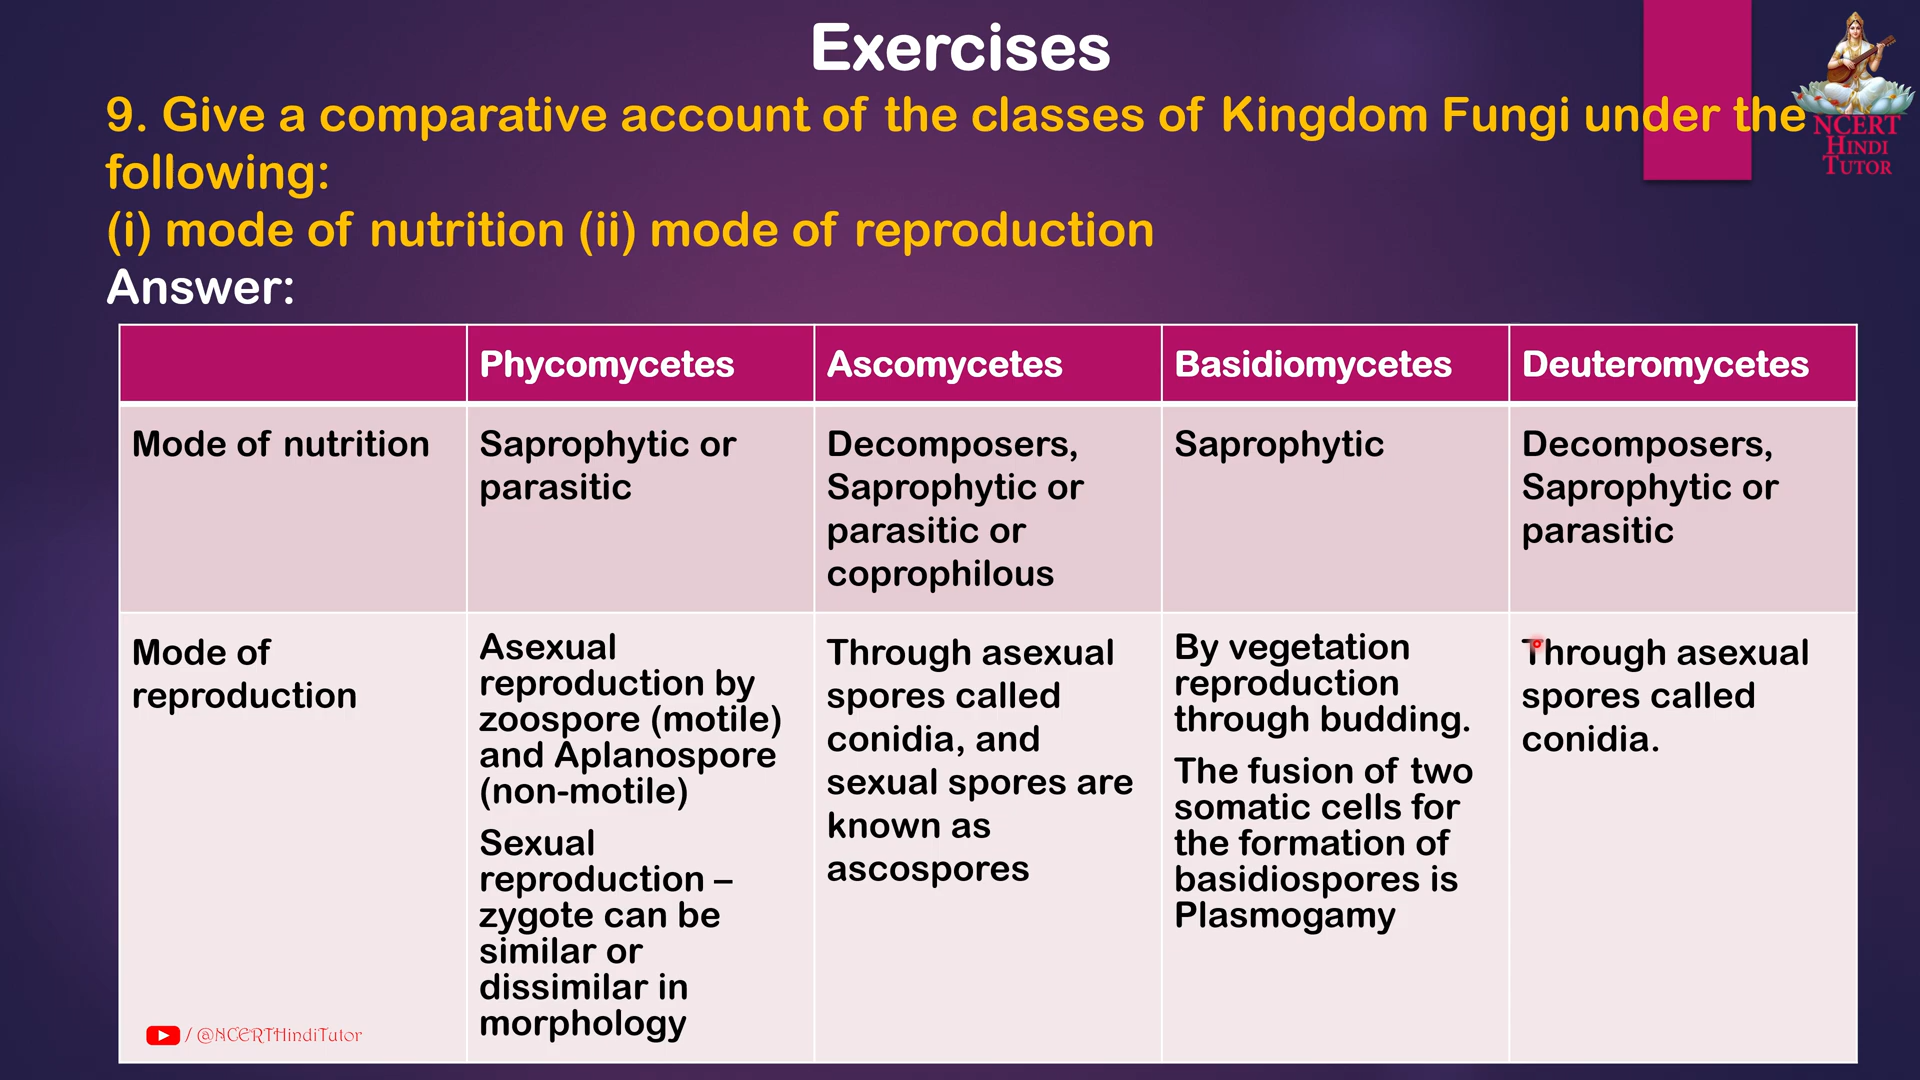 Exercises
9. Give a comparative account of the classes of Kingdom Fungi under the
following:
(i) mode of nutrition (ii) mode of reproduction
Answer:
NCERT
HINDI
TUTOR
Phycomycetes
Ascomycetes
Basidiomycetes
Deuteromycetes
Mode of nutrition
Saprophytic or
parasitic
Decomposers,
Saprophytic or
parasitic or
coprophilous
Saprophytic
Decomposers,
Saprophytic or
parasitic
Mode of
reproduction
Asexual
reproduction by
zoospore (motile)
and Aplanospore
(non-motile)
Sexual
reproduction –
zygote can be
similar or
dissimilar in
morphology
Through asexual
spores called
conidia, and
sexual spores are
known as
ascospores
By vegetation
reproduction
through budding.
The fusion of two
somatic cells for
the formation of
basidiospores is
Plasmogamy
Through asexual
spores called
conidia.
/ @NCERTHindiTutor